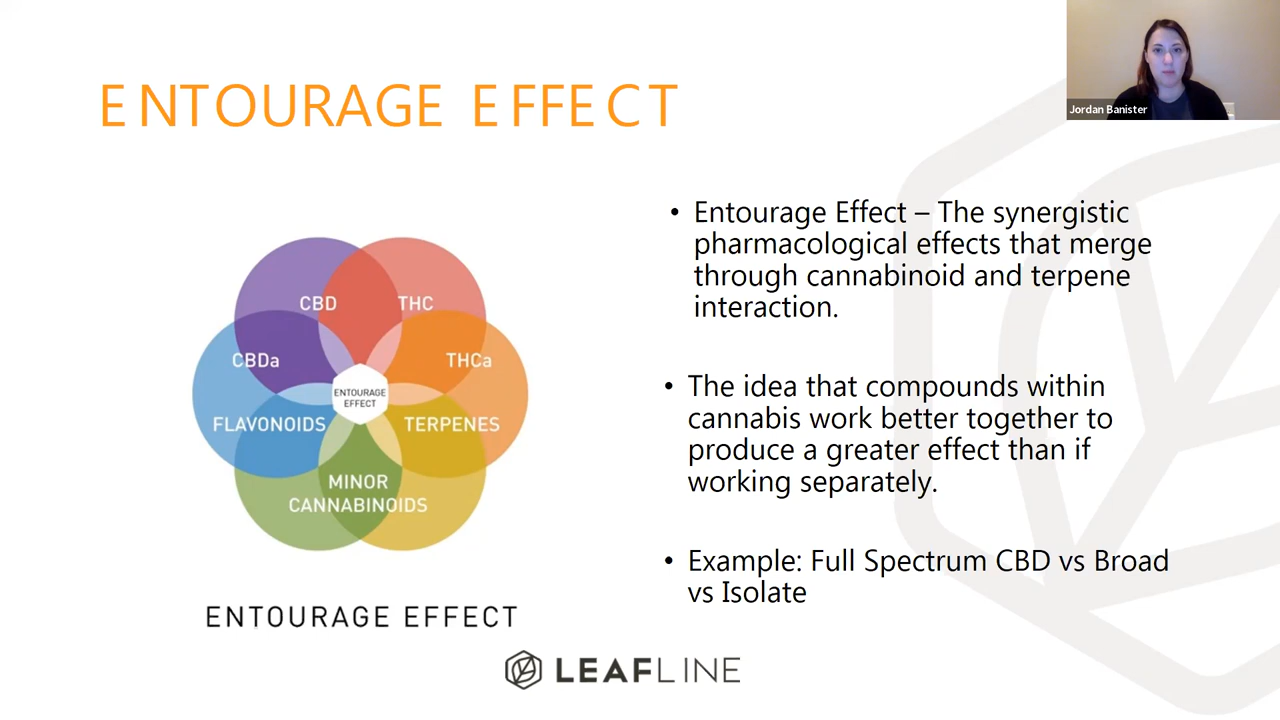 ENTOURAGE EFFECT
Jordan Banister
CBD
THC
CBDa
THCa
ENTOURAGE
EFFECT
FLAVONOIDS
TERPENES
MINOR
CANNABINOIDS
ENTOURAGE EFFECT
• Entourage Effect – The synergistic
pharmacological effects that merge
through cannabinoid and terpene
interaction.
• The idea that compounds within
cannabis work better together to
produce a greater effect than if
working separately.
• Example: Full Spectrum CBD vs Broad
vs Isolate
LEAFLINE